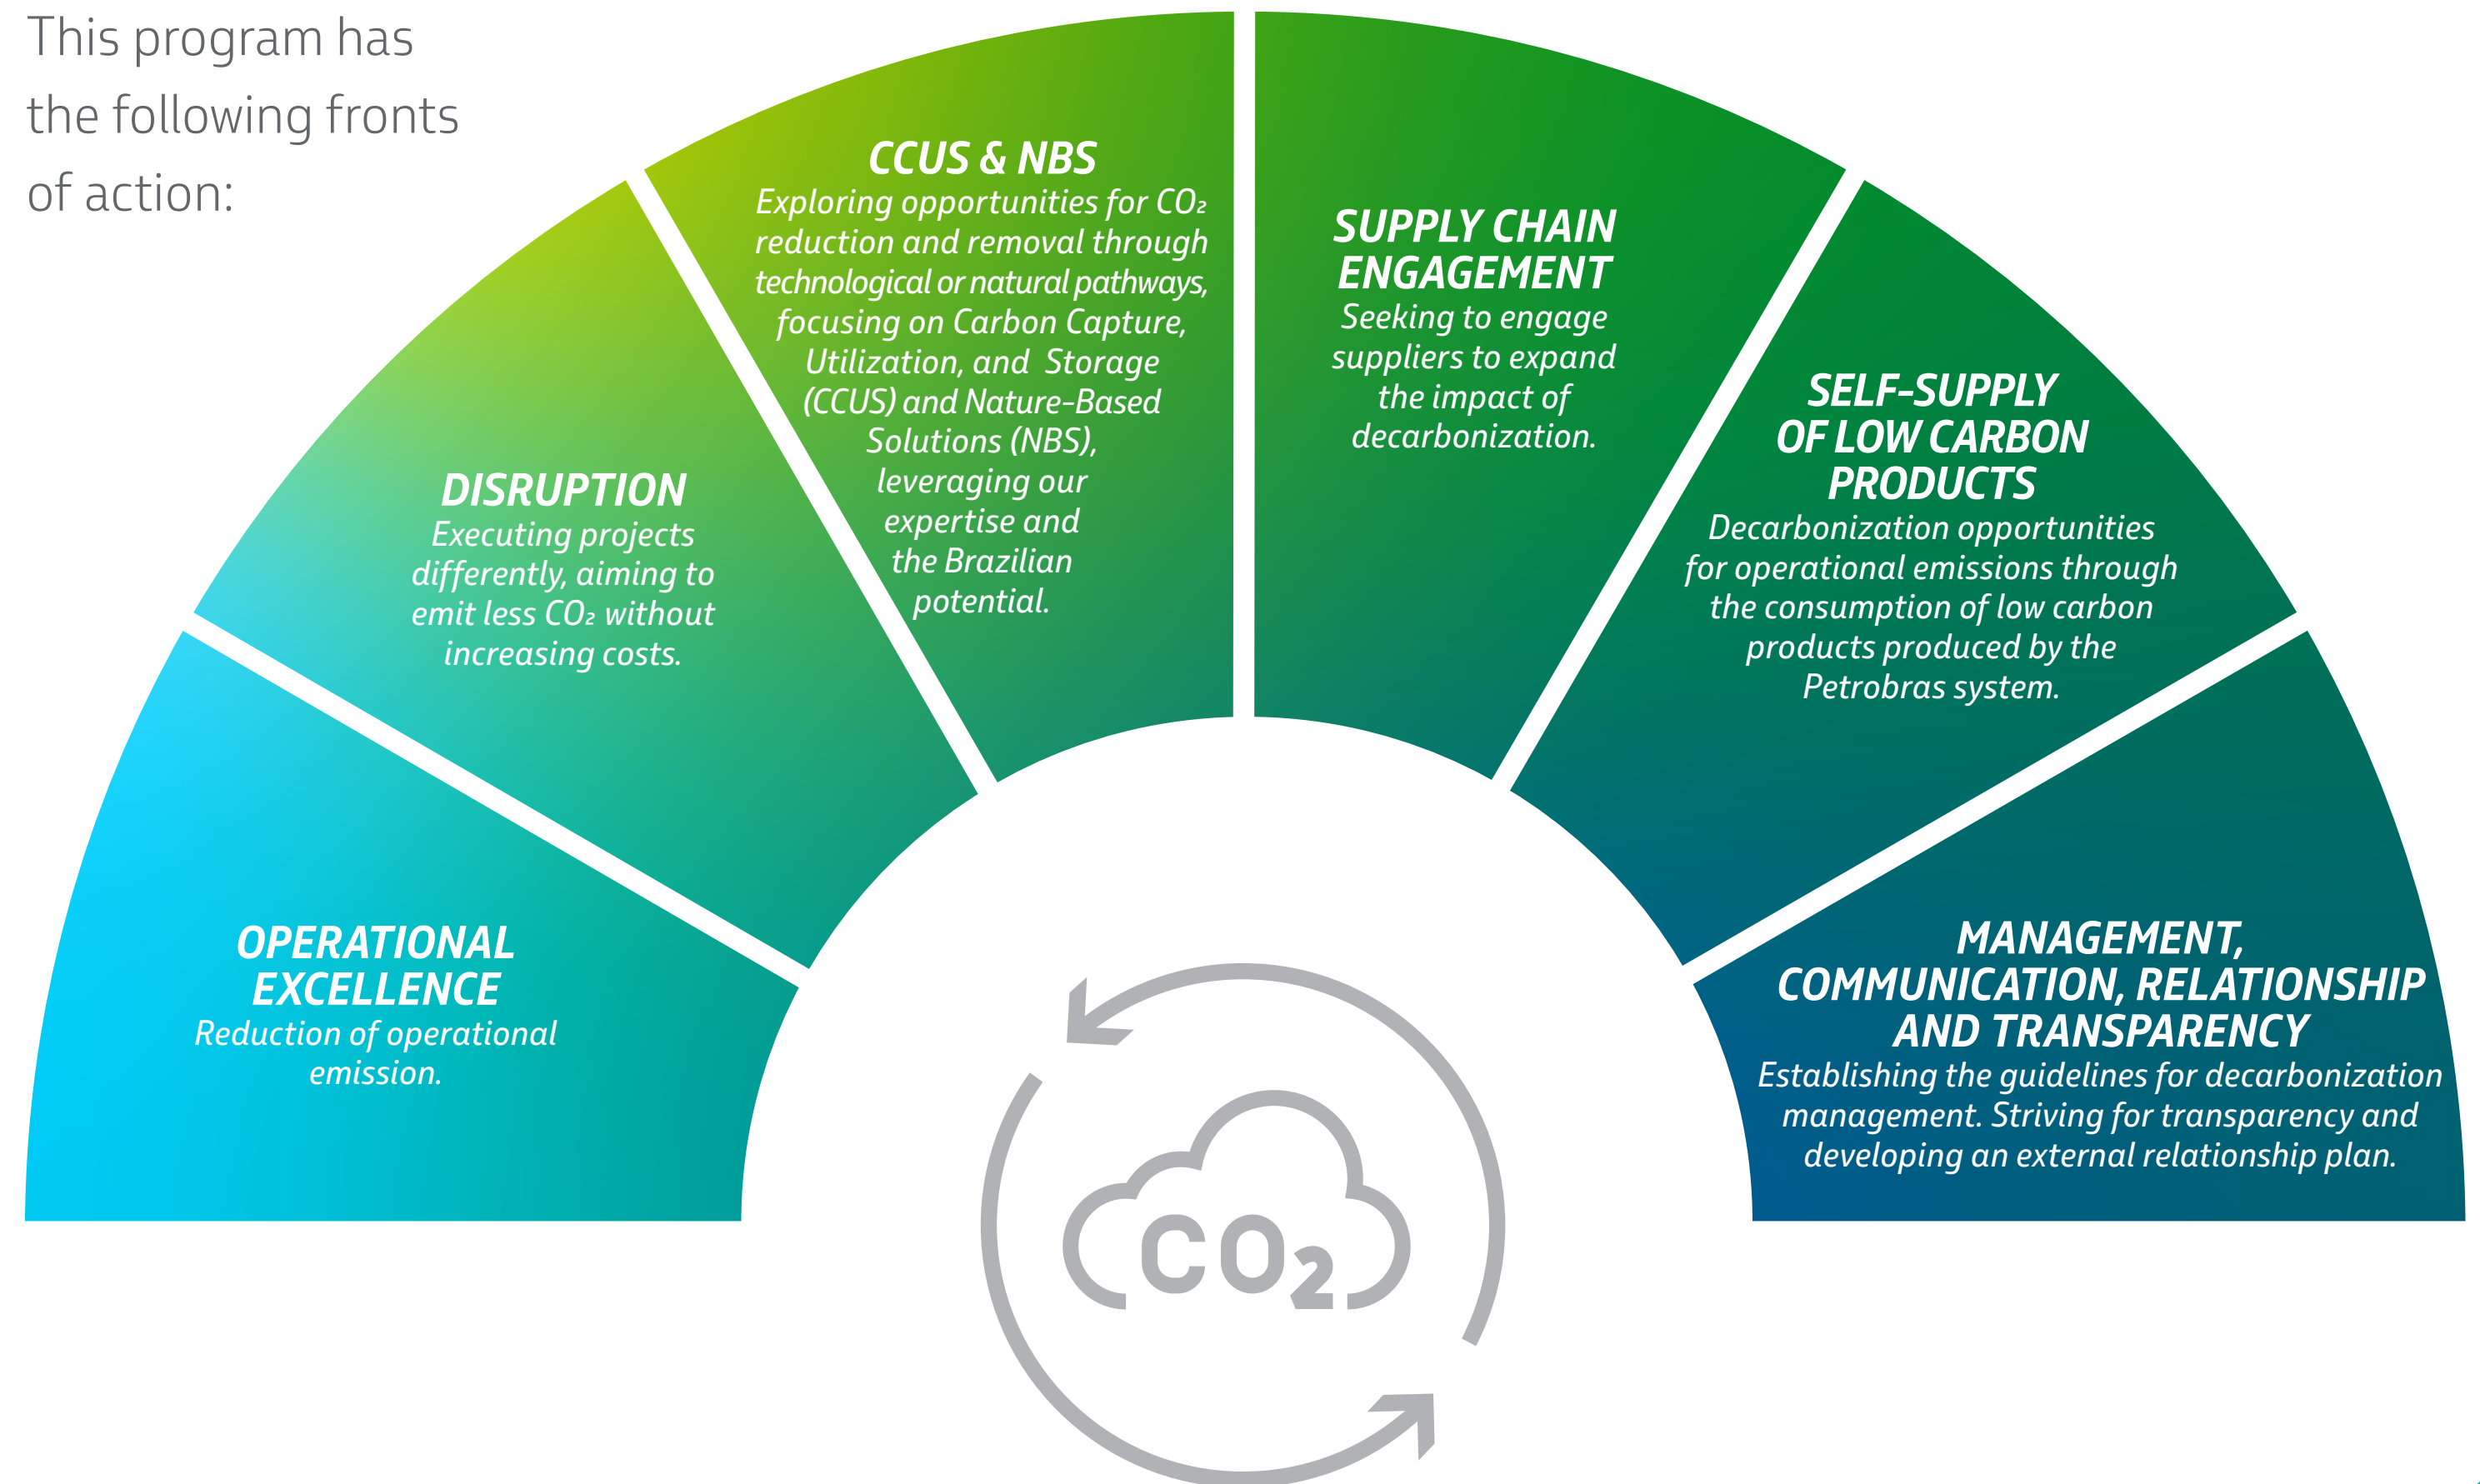 This program has
the following fronts
of action:
OPERATIONAL
EXCELLENCE
Reduction of operational
emission.
DISRUPTION
Executing projects
differently, aiming to
emit less CO₂ without
increasing costs.
CCUS & NBS
Exploring opportunities for CO₂
reduction and removal through
technological or natural pathways,
focusing on Carbon Capture,
Utilization, and Storage
(CCUS) and Nature-Based
Solutions (NBS),
leveraging our
expertise and
the Brazilian
potential.
SUPPLY CHAIN
ENGAGEMENT
Seeking to engage
suppliers to expand
the impact of
decarbonization.
SELF-SUPPLY
OF LOW CARBON
PRODUCTS
Decarbonization opportunities
for operational emissions through
the consumption of low carbon
products produced by the
Petrobras system.
MANAGEMENT,
COMMUNICATION, RELATIONSHIP
AND TRANSPARENCY
Establishing the guidelines for decarbonization
management. Striving for transparency and
developing an external relationship plan.
CO₂